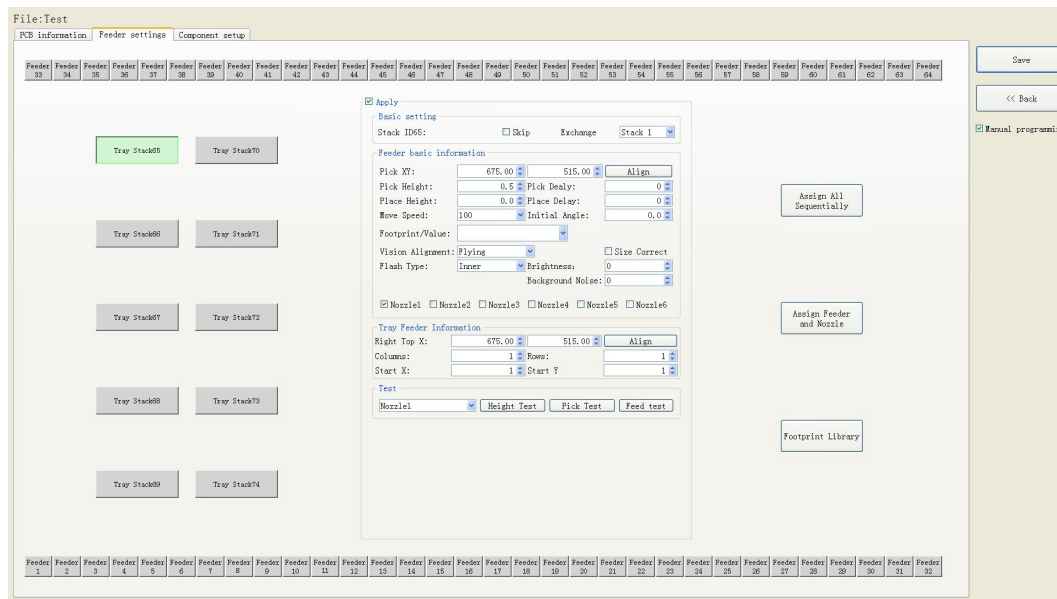 File:Test
PCB information Feeder settings Component setup
Feeder 33 Feeder 34 Feeder 35 Feeder 36 Feeder 37 Feeder 38 Feeder 39 Feeder 40 Feeder 41 Feeder 42 Feeder 43 Feeder 44 Feeder 45 Feeder 46 Feeder 47 Feeder 48 Feeder 49 Feeder 50 Feeder 51 Feeder 52 Feeder 53 Feeder 54 Feeder 55 Feeder 56 Feeder 57 Feeder 58 Feeder 59 Feeder 60 Feeder 61 Feeder 62 Feeder 63 Feeder 64
Save
<< Back
Manual programmi
Tray Stack65 Tray Stack70
Tray Stack66 Tray Stack71
Tray Stack67 Tray Stack72
Tray Stack68 Tray Stack73
Tray Stack69 Tray Stack74
Apply
Basic setting
Stack ID65: Skip Exchange Stack 1
Feeder basic information
Pick XY: 675.00 515.00 Align
Pick Height: 0.5 Pick Dealy: 0
Place Height: 0.0 Place Delay: 0
Move Speed: 100 Initial Angle: 0.0
Footprint/Value:
Vision Alignment: Flying Size Correct
Flash Type: Inner Brightness: 0
Background Noise: 0
Nozzle1 Nozzle2 Nozzle3 Nozzle4 Nozzle5 Nozzle6
Tray Feeder Information
Right Top X: 675.00 515.00 Align
Columns: 1 Rows: 1
Start X: 1 Start Y 1
Test
Nozzle1 Height Test Pick Test Feed test
Assign All
Sequentially
Assign Feeder
and Nozzle
Footprint Library
Feeder 1 Feeder 2 Feeder 3 Feeder 4 Feeder 5 Feeder 6 Feeder 7 Feeder 8 Feeder 9 Feeder 10 Feeder 11 Feeder 12 Feeder 13 Feeder 14 Feeder 15 Feeder 16 Feeder 17 Feeder 18 Feeder 19 Feeder 20 Feeder 21 Feeder 22 Feeder 23 Feeder 24 Feeder 25 Feeder 26 Feeder 27 Feeder 28 Feeder 29 Feeder 30 Feeder 31 Feeder 32